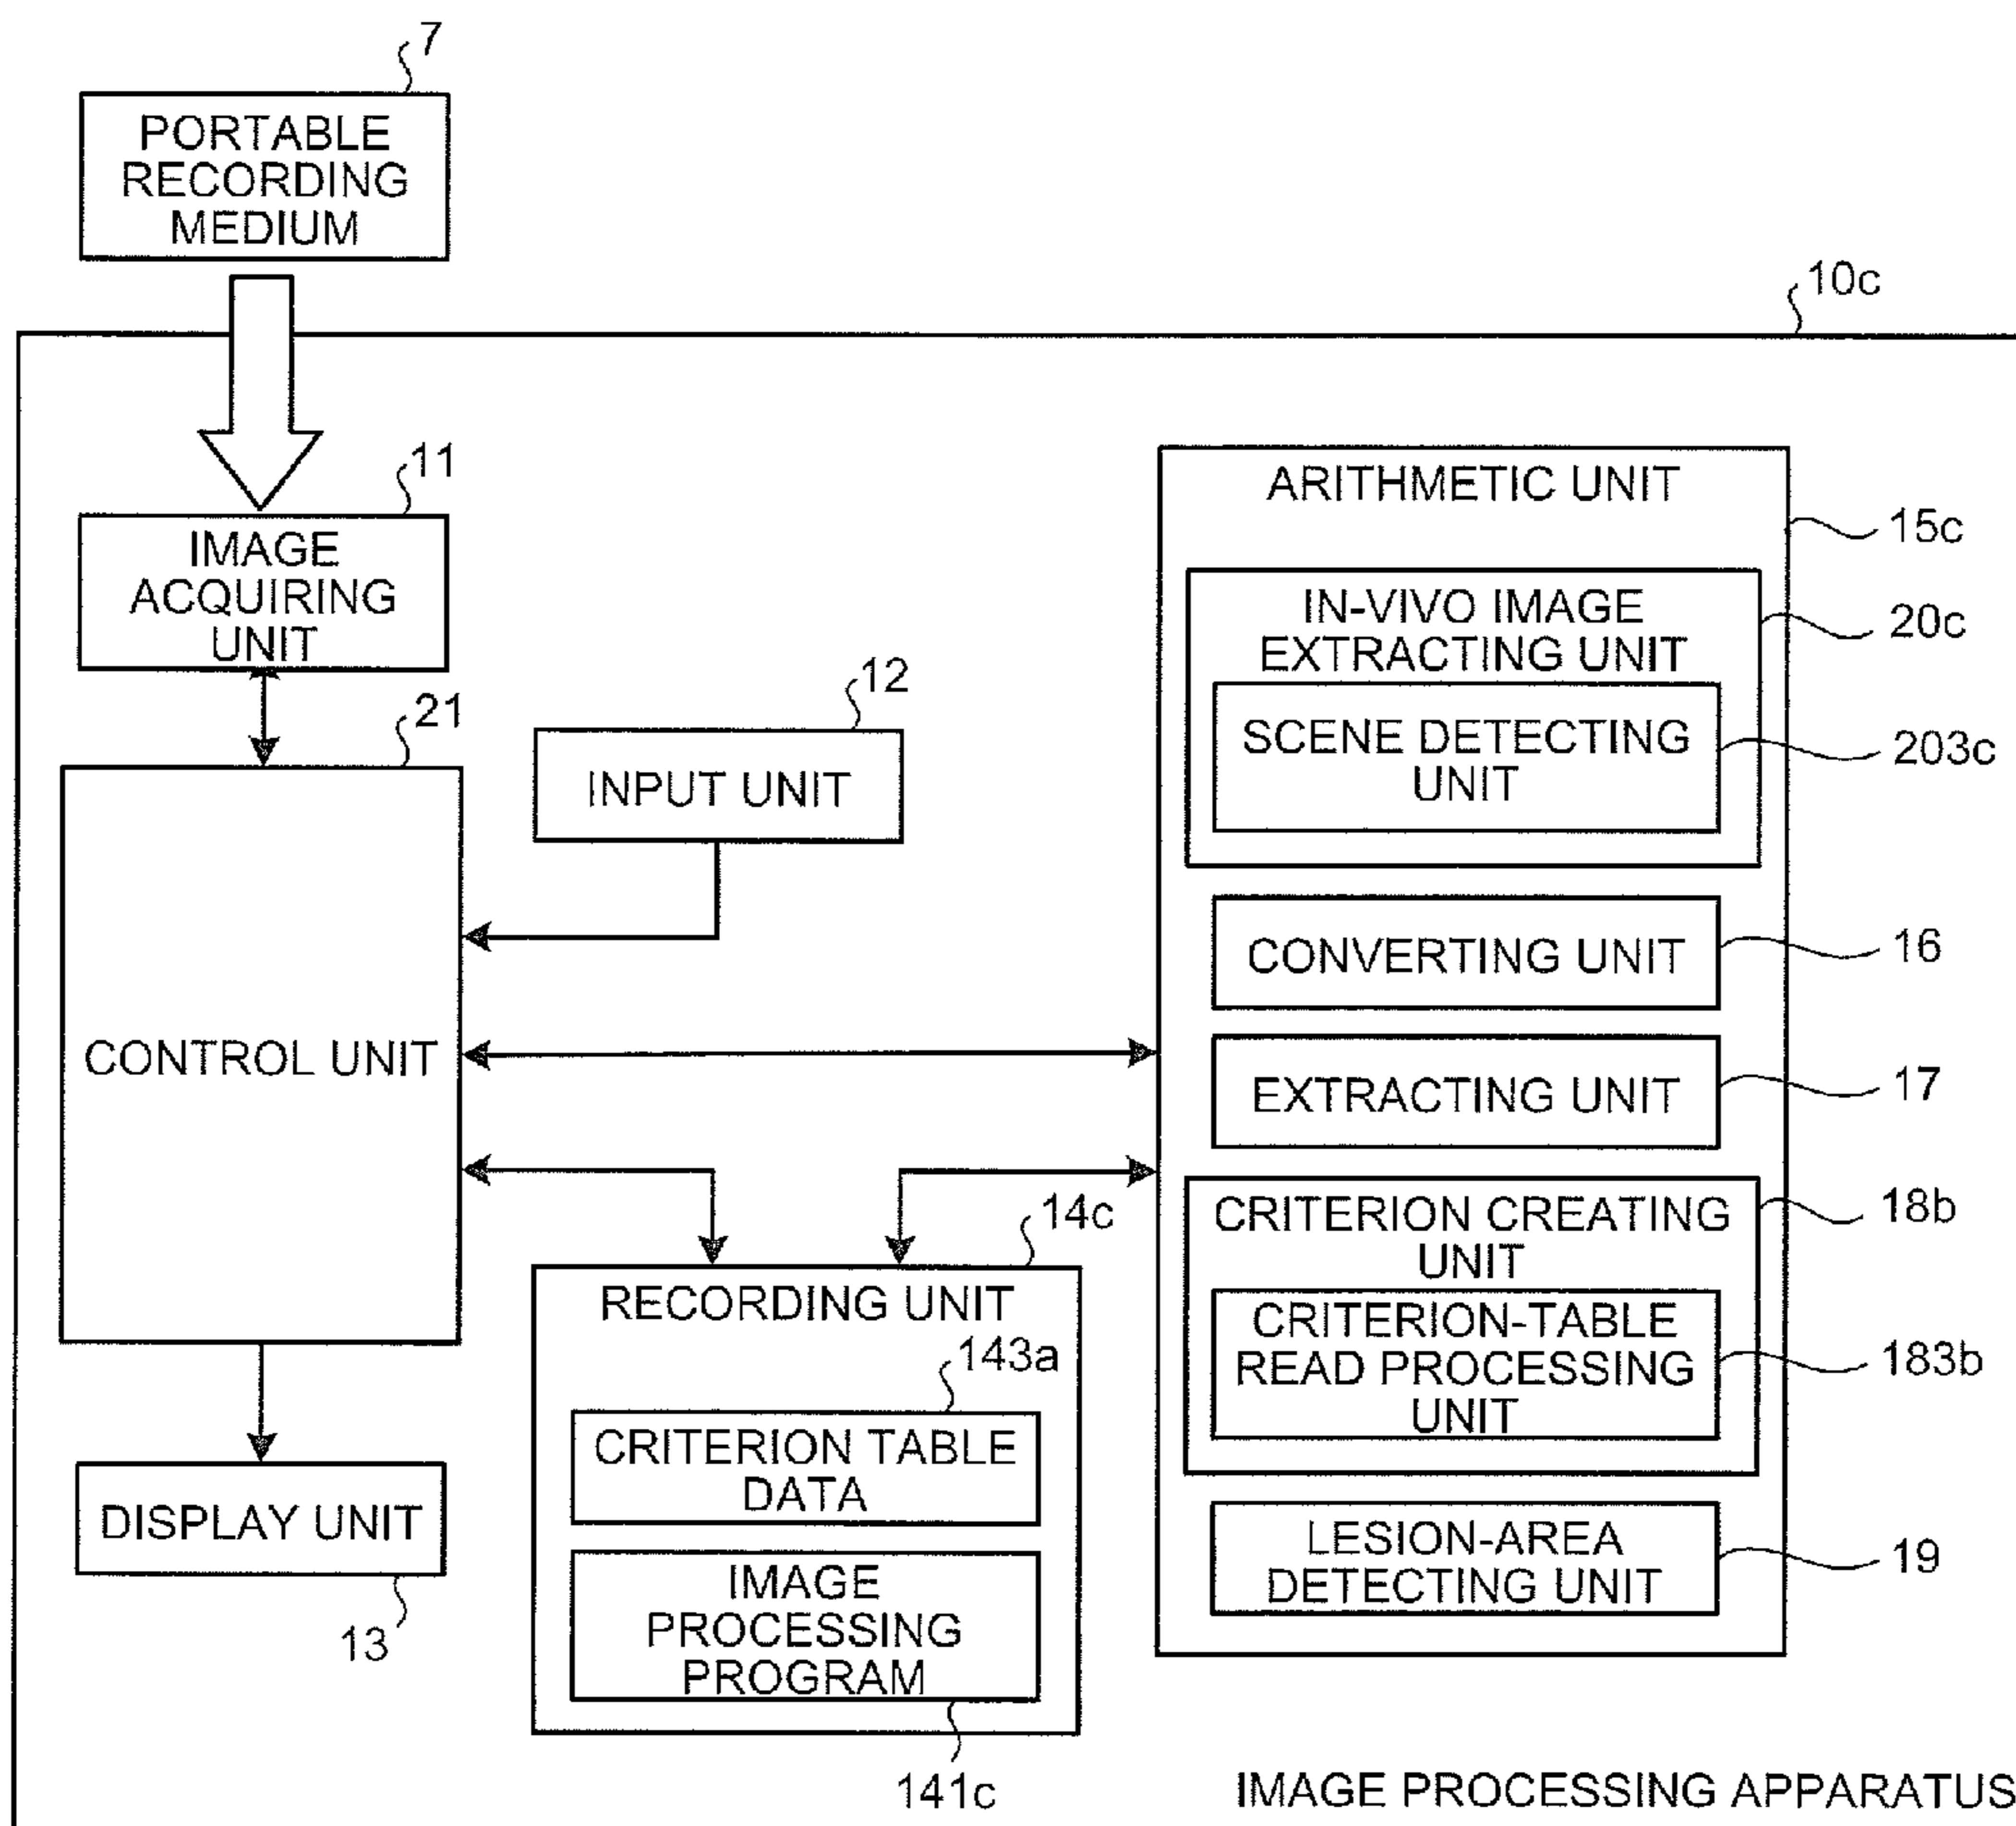 7
PORTABLE
RECORDING
MEDIUM
10c
11
IMAGE
ACQUIRING
UNIT
21
CONTROL UNIT
12
INPUT UNIT
DISPLAY UNIT
13
14c
RECORDING UNIT
143a
CRITERION TABLE
DATA
IMAGE
PROCESSING
PROGRAM
141c
ARITHMETIC UNIT
15c
IN-VIVO IMAGE
EXTRACTING UNIT
20c
SCENE DETECTING
UNIT
203c
CONVERTING UNIT
16
EXTRACTING UNIT
17
CRITERION CREATING
UNIT
18b
CRITERION-TABLE
READ PROCESSING
UNIT
183b
LESION-AREA
DETECTING UNIT
19
IMAGE PROCESSING APPARATUS